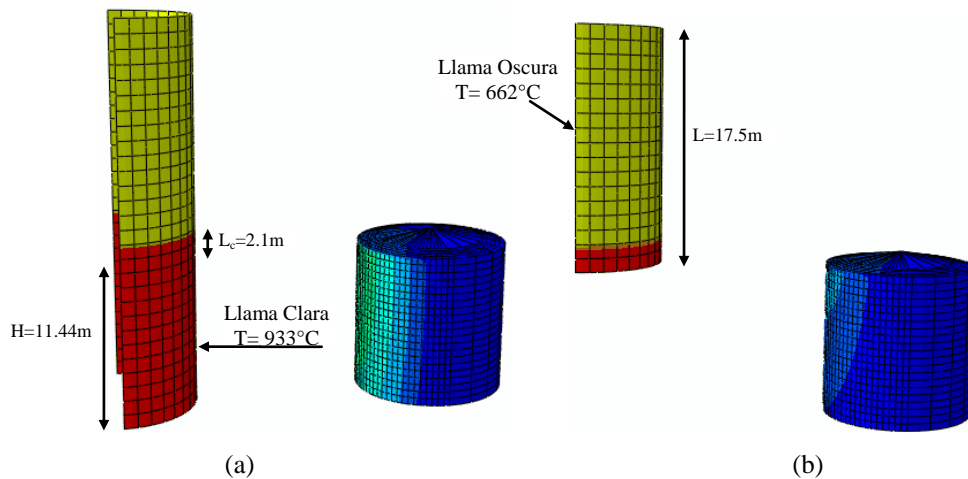 Llama Oscura
T= 662°C
L=17.5m
Lc=2.1m
Llama Clara
T= 933°C
H=11.44m
(a)
(b)